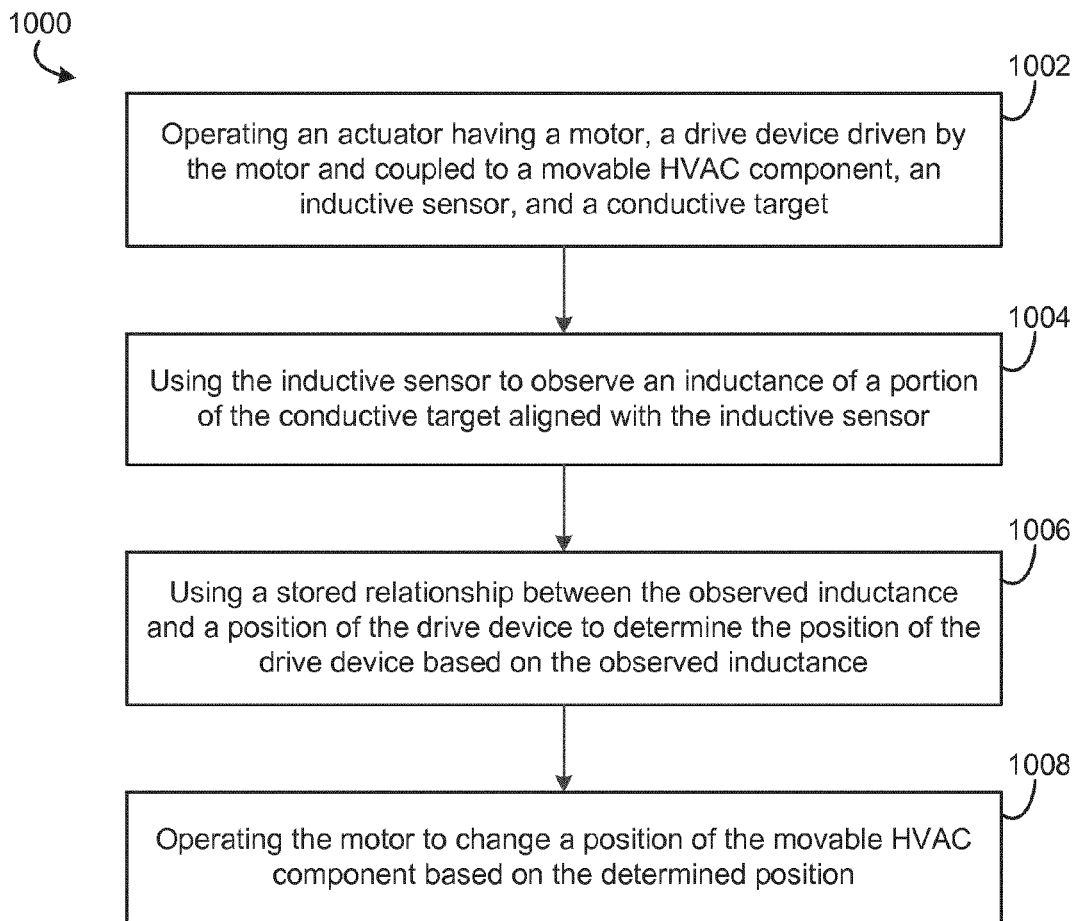 1000
1002
Operating an actuator having a motor, a drive device driven by
the motor and coupled to a movable HVAC component, an
inductive sensor, and a conductive target
1004
Using the inductive sensor to observe an inductance of a portion
of the conductive target aligned with the inductive sensor
1006
Using a stored relationship between the observed inductance
and a position of the drive device to determine the position of the
drive device based on the observed inductance
1008
Operating the motor to change a position of the movable HVAC
component based on the determined position